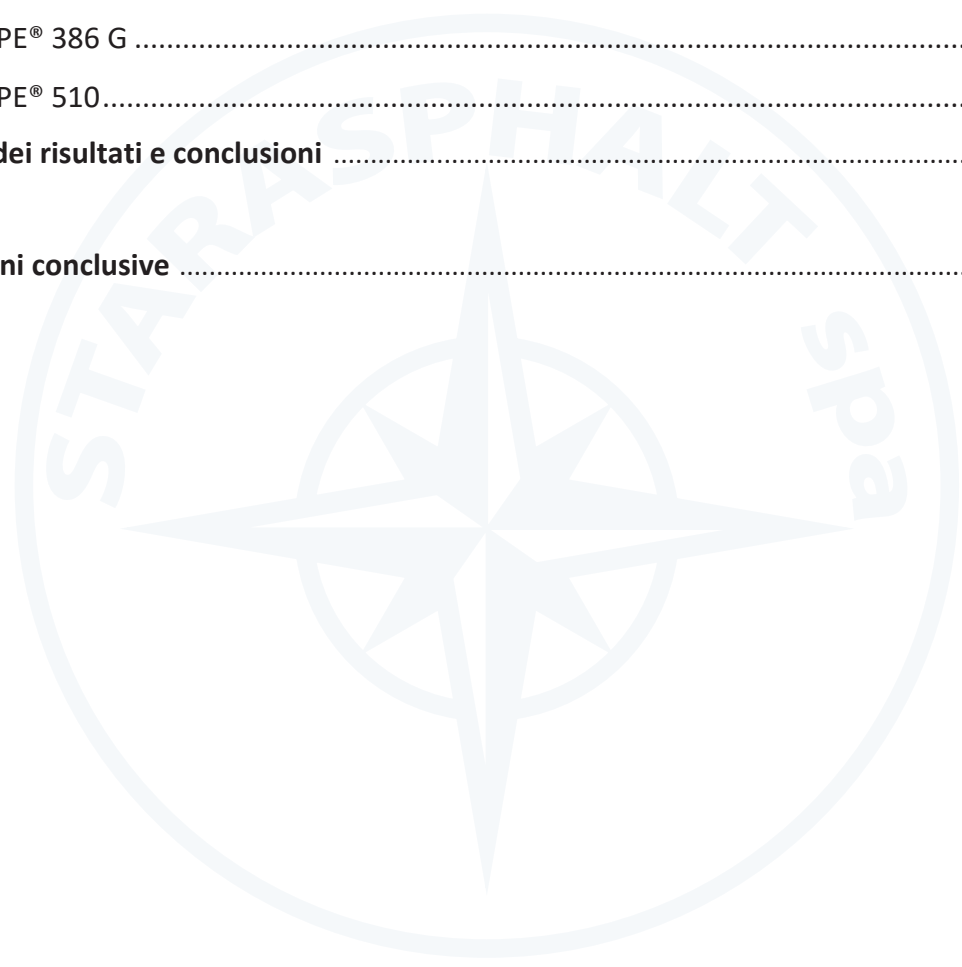 PE® 386 G ................................................................................................................
PE® 510....................................................................................................................
dei risultati e conclusioni ......................................................................................
ni conclusive ...........................................................................................................
STARASPHALT spa